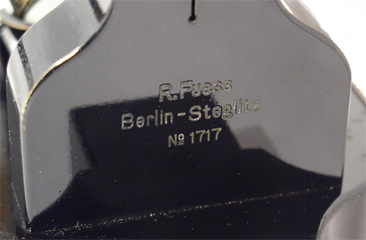 R.Fuess
Berlin-Steglitz
№ 1717